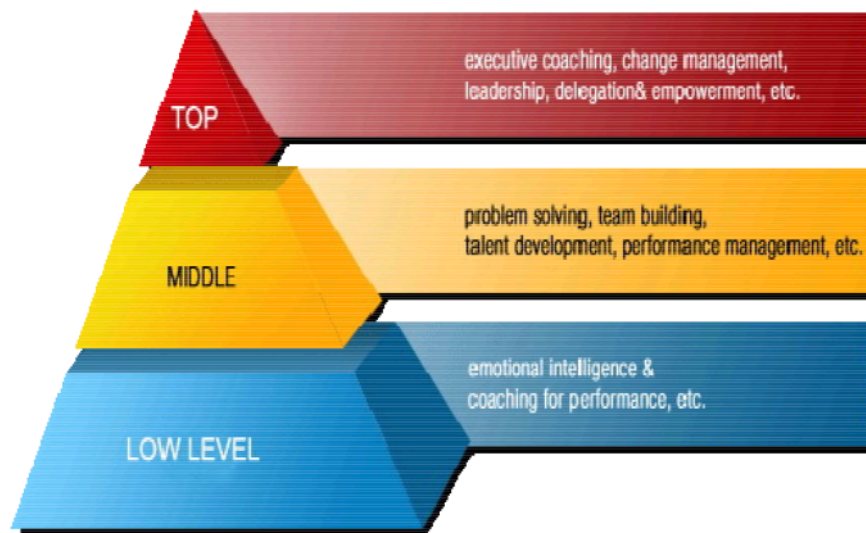 TOP
executive coaching, change management,
leadership, delegation& empowerment, etc.
MIDDLE
problem solving, team building,
talent development, performance management, etc.
LOW LEVEL
emotional intelligence &
coaching for performance, etc.